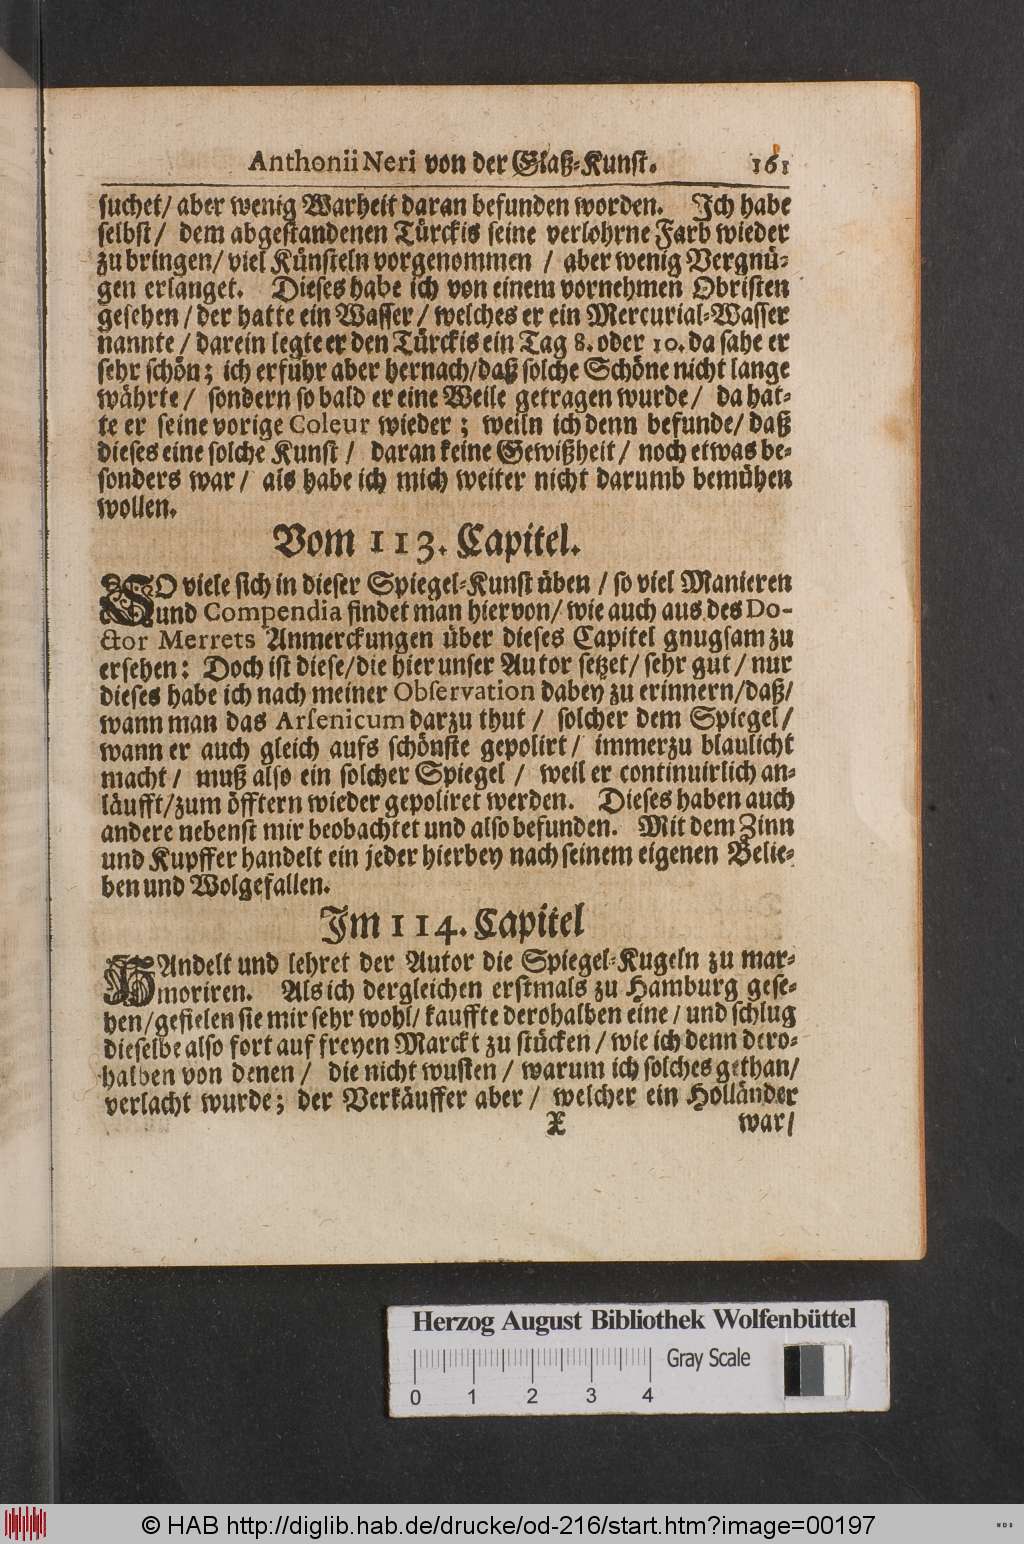 Anthonii Neri von der Glaß-Kunst. 161
suchet/ aber wenig Warheit daran befunden worden. Ich habe
selbst/ dem abgestandenen Türckis seine verlohrne Farb wieder
zu bringen/ viel Künsteln vorgenommen / aber wenig Vergnü-
gen erlanget. Dieses habe ich von einem vornehmen Obristen
gesehen / der hatte ein Wasser / welches er ein Mercurial-Wasser
nannte / darein legte er den Türckis ein Tag 8. oder 10. da sahe er
sehr schön; ich erfuhr aber hernach/daß solche Schöne nicht lange
währte / sondern so bald er eine Weile getragen wurde / da hat-
te er seine vorige Coleur wieder ; weiln ich denn befunde/ daß
dieses eine solche Kunst / daran keine Gewißheit / noch etwas be-
sonders war / als habe ich mich weiter nicht darumb bemühen
wollen.
Vom 113. Capitel.
SO viele sich in dieser Spiegel-Kunst üben / so viel Manieren
und Compendia findet man hiervon/ wie auch aus des Do-
ctor Merrets Anmerckungen über dieses Capitel gnugsam zu
ersehen: Doch ist diese/die hier unser Autor setzet/ sehr gut / nur
dieses habe ich nach meiner Observation dabey zu erinnern/daß/
wann man das Arsenicum darzu thut / solcher dem Spiegel/
wann er auch gleich aufs schönste gepolirt / immerzu blaulicht
macht / muß also ein solcher Spiegel / weil er continuirlich an-
läufft/zum öfftern wieder gepoliret werden. Dieses haben auch
andere nebenst mir beobachtet und also befunden. Mit dem Zinn
und Kupffer handelt ein jeder hierbey nach seinem eigenen Belie-
ben und Wolgefallen.
Im 114. Capitel
HAndelt und lehret der Autor die Spiegel-Kugeln zu mar-
moriren. Als ich dergleichen erstmals zu Hamburg gese-
hen/gefielen sie mir sehr wohl/ kauffte derohalben eine / und schlug
dieselbe also fort auf freyen Marckt zu stücken / wie ich denn dero-
halben von denen / die nicht wusten / warum ich solches gethan/
verlacht wurde; der Verkäuffer aber / welcher ein Holländer
X war/
Herzog August Bibliothek Wolfenbüttel
Gray Scale
0 1 2 3 4
© HAB http://diglib.hab.de/drucke/od-216/start.htm?image=00197